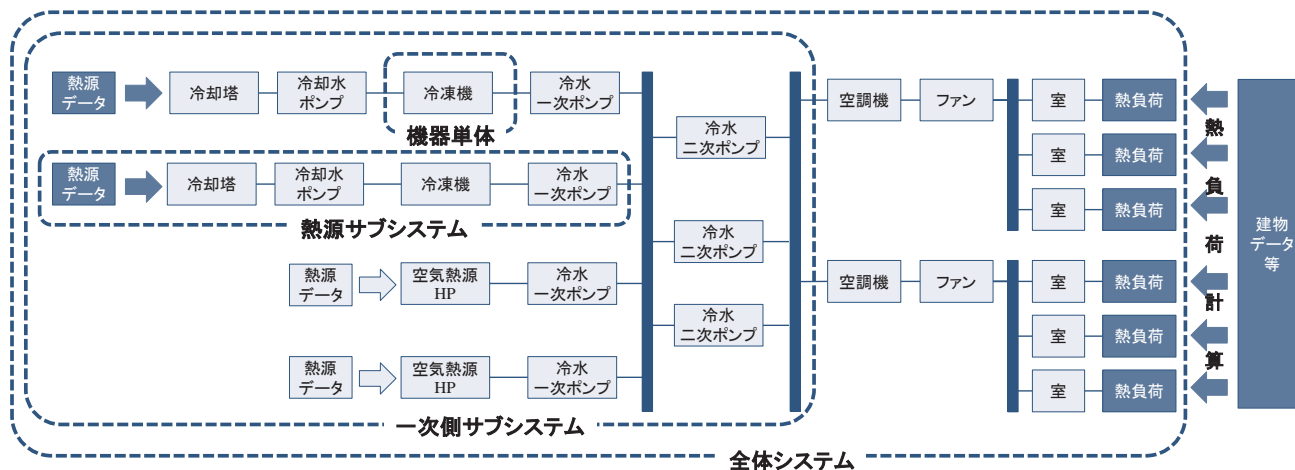 熱源
データ
冷却塔
冷却水
ポンプ
冷凍機
冷水
一次ポンプ
機器単体
熱源
データ
冷却塔
冷却水
ポンプ
冷凍機
冷水
一次ポンプ
熱源サブシステム
熱源
データ
空気熱源
HP
冷水
一次ポンプ
熱源
データ
空気熱源
HP
冷水
一次ポンプ
一次側サブシステム
冷水
二次ポンプ
冷水
二次ポンプ
冷水
二次ポンプ
空調機
ファン
室
熱負荷
室
熱負荷
室
熱負荷
空調機
ファン
室
熱負荷
室
熱負荷
室
熱負荷
全体システム
熱
負
荷
計
算
建物
データ
等